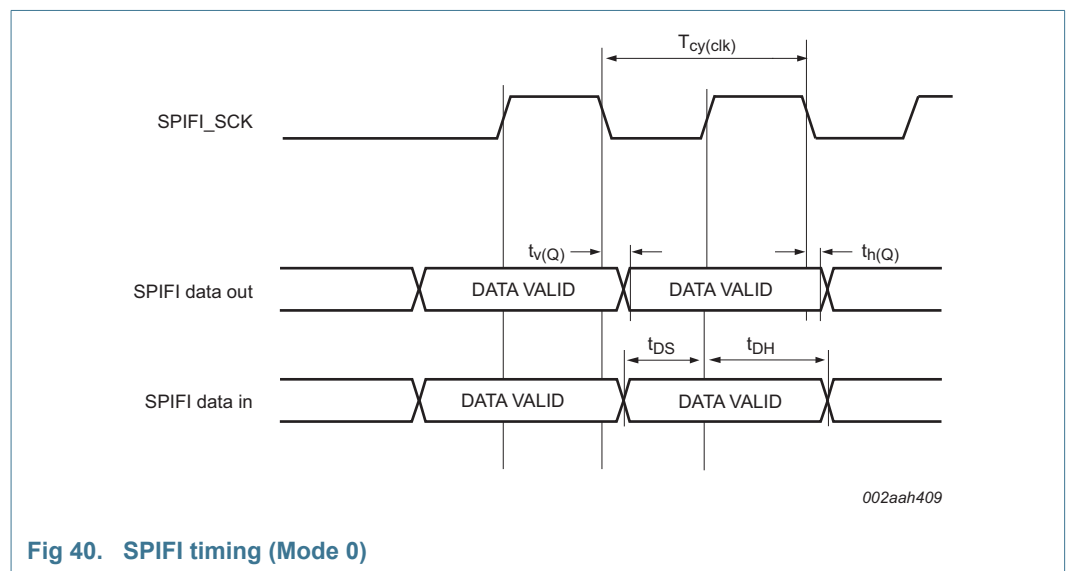 Tcy(clk)
SPIFI_SCK
tv(Q)
th(Q)
SPIFI data out
DATA VALID
DATA VALID
tDS
tDH
SPIFI data in
DATA VALID
DATA VALID
002aah409
Fig 40. SPIFI timing (Mode 0)